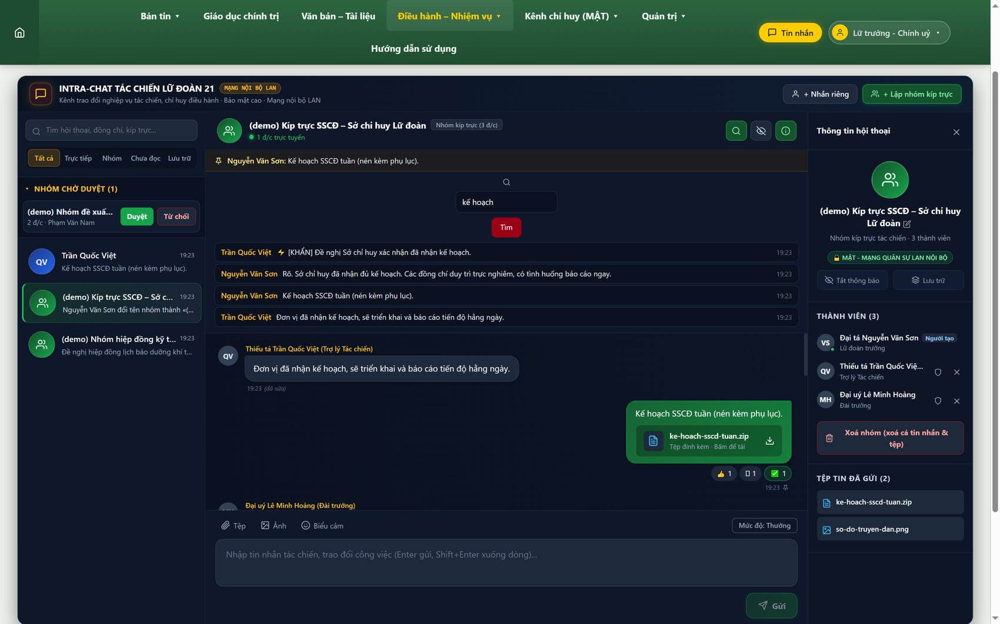 Bản tin
Giáo dục chính trị
Văn bản – Tài liệu
Điều hành – Nhiệm vụ
Kênh chỉ huy (MẬT)
Quản trị
Hướng dẫn sử dụng
Tin nhắn
Lữ trưởng - Chính uỷ
INTRA-CHAT TÁC CHIẾN LỮ ĐOÀN 21
MẠNG NỘI BỘ LAN
Kênh trao đổi nghiệp vụ tác chiến, chỉ huy điều hành · Bảo mật cao · Mạng nội bộ LAN
+ Nhắn riêng
+ Lập nhóm kíp trực
Tìm hội thoại, đồng chí, kíp trực...
Tất cả
Trực tiếp
Nhóm
Chưa đọc
Lưu trữ
NHÓM CHỜ DUYỆT (1)
(demo) Nhóm đề xuấ...
2 đ/c · Phạm Văn Nam
Duyệt
Từ chối
QV
Trần Quốc Việt
19:23
Kế hoạch SSCĐ tuần (nén kèm phụ lục).
(demo) Kíp trực SSCĐ – Sở c...
19:23
Nguyễn Văn Sơn đổi tên nhóm thành «(...
(demo) Nhóm hiệp đồng kỹ t...
19:23
Đề nghị hiệp đồng lịch bảo dưỡng khí t...
(demo) Kíp trực SSCĐ – Sở chỉ huy Lữ đoàn
Nhóm kíp trực (3 đ/c)
1 đ/c trực tuyến
Nguyễn Văn Sơn: Kế hoạch SSCĐ tuần (nén kèm phụ lục).
kế hoạch
Tìm
Trần Quốc Việt ⚡ [KHẨN] Đề nghị Sở chỉ huy xác nhận đã nhận kế hoạch. 19:23
Nguyễn Văn Sơn Rõ. Sở chỉ huy đã nhận đủ kế hoạch. Các đồng chí duy trì trực nghiêm, có tình huống báo cáo ngay. 19:23
Nguyễn Văn Sơn Kế hoạch SSCĐ tuần (nén kèm phụ lục). 19:23
Trần Quốc Việt Đơn vị đã nhận kế hoạch, sẽ triển khai và báo cáo tiến độ hằng ngày. 19:23
Thiếu tá Trần Quốc Việt (Trợ lý Tác chiến)
QV
Đơn vị đã nhận kế hoạch, sẽ triển khai và báo cáo tiến độ hằng ngày.
19:23 (đã sửa)
Kế hoạch SSCĐ tuần (nén kèm phụ lục).
ke-hoach-sscd-tuan.zip
Tệp đính kèm · Bấm để tải
👍 1
1
✅ 1
19:23
Đại uý Lê Minh Hoàng (Đài trưởng)
Tệp
Ảnh
Biểu cảm
Mức độ: Thường
Nhập tin nhắn tác chiến, trao đổi công việc (Enter gửi, Shift+Enter xuống dòng)...
Gửi
Thông tin hội thoại
(demo) Kíp trực SSCĐ – Sở chỉ huy
Lữ đoàn
Nhóm kíp trực tác chiến · 3 thành viên
🔒 MẬT - MẠNG QUÂN SỰ LAN NỘI BỘ
Tắt thông báo
Lưu trữ
THÀNH VIÊN (3)
VS
Đại tá Nguyễn Văn Sơn
Người tạo
Lữ đoàn trưởng
QV
Thiếu tá Trần Quốc Việ...
Trợ lý Tác chiến
MH
Đại uý Lê Minh Hoàng
Đài trưởng
Xoá nhóm (xoá cả tin nhắn &
tệp)
TỆP TIN ĐÃ GỬI (2)
ke-hoach-sscd-tuan.zip
so-do-truyen-dan.png